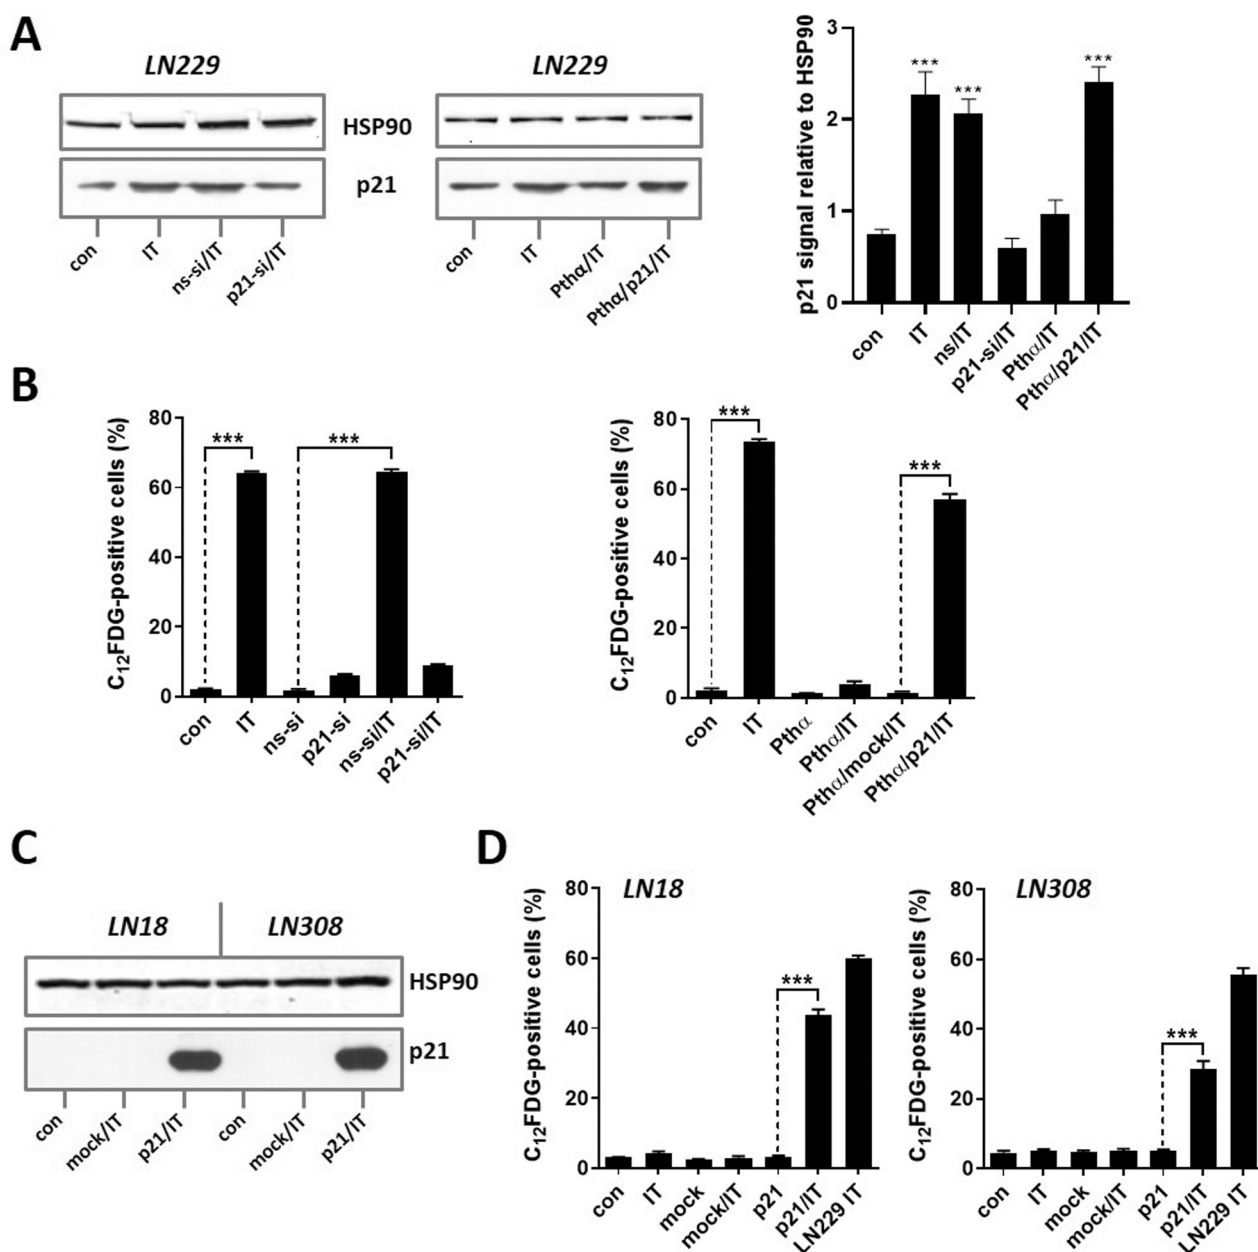 A
LN229
HSP90
p21
con
IT
ns-si/IT
p21-si/IT
LN229
con
IT
Pthα/IT
Pthα/p21/IT
p21 signal relative to HSP90
3
2
1
0
***
***
***
con
IT
ns/IT
p21-si/IT
Pthα/IT
Pthα/p21/IT
B
C12FDG-positive cells (%)
80
60
40
20
0
***
***
con
IT
ns-si
p21-si
ns-si/IT
p21-si/IT
C12FDG-positive cells (%)
80
60
40
20
0
***
***
con
IT
Pthα
Pthα/IT
Pthα/mock/IT
Pthα/p21/IT
C
LN18
LN308
HSP90
p21
con
mock/IT
p21/IT
con
mock/IT
p21/IT
D
LN18
C12FDG-positive cells (%)
80
60
40
20
0
***
con
IT
mock
mock/IT
p21
p21/IT
LN229 IT
LN308
C12FDG-positive cells (%)
80
60
40
20
0
***
con
IT
mock
mock/IT
p21
p21/IT
LN229 IT